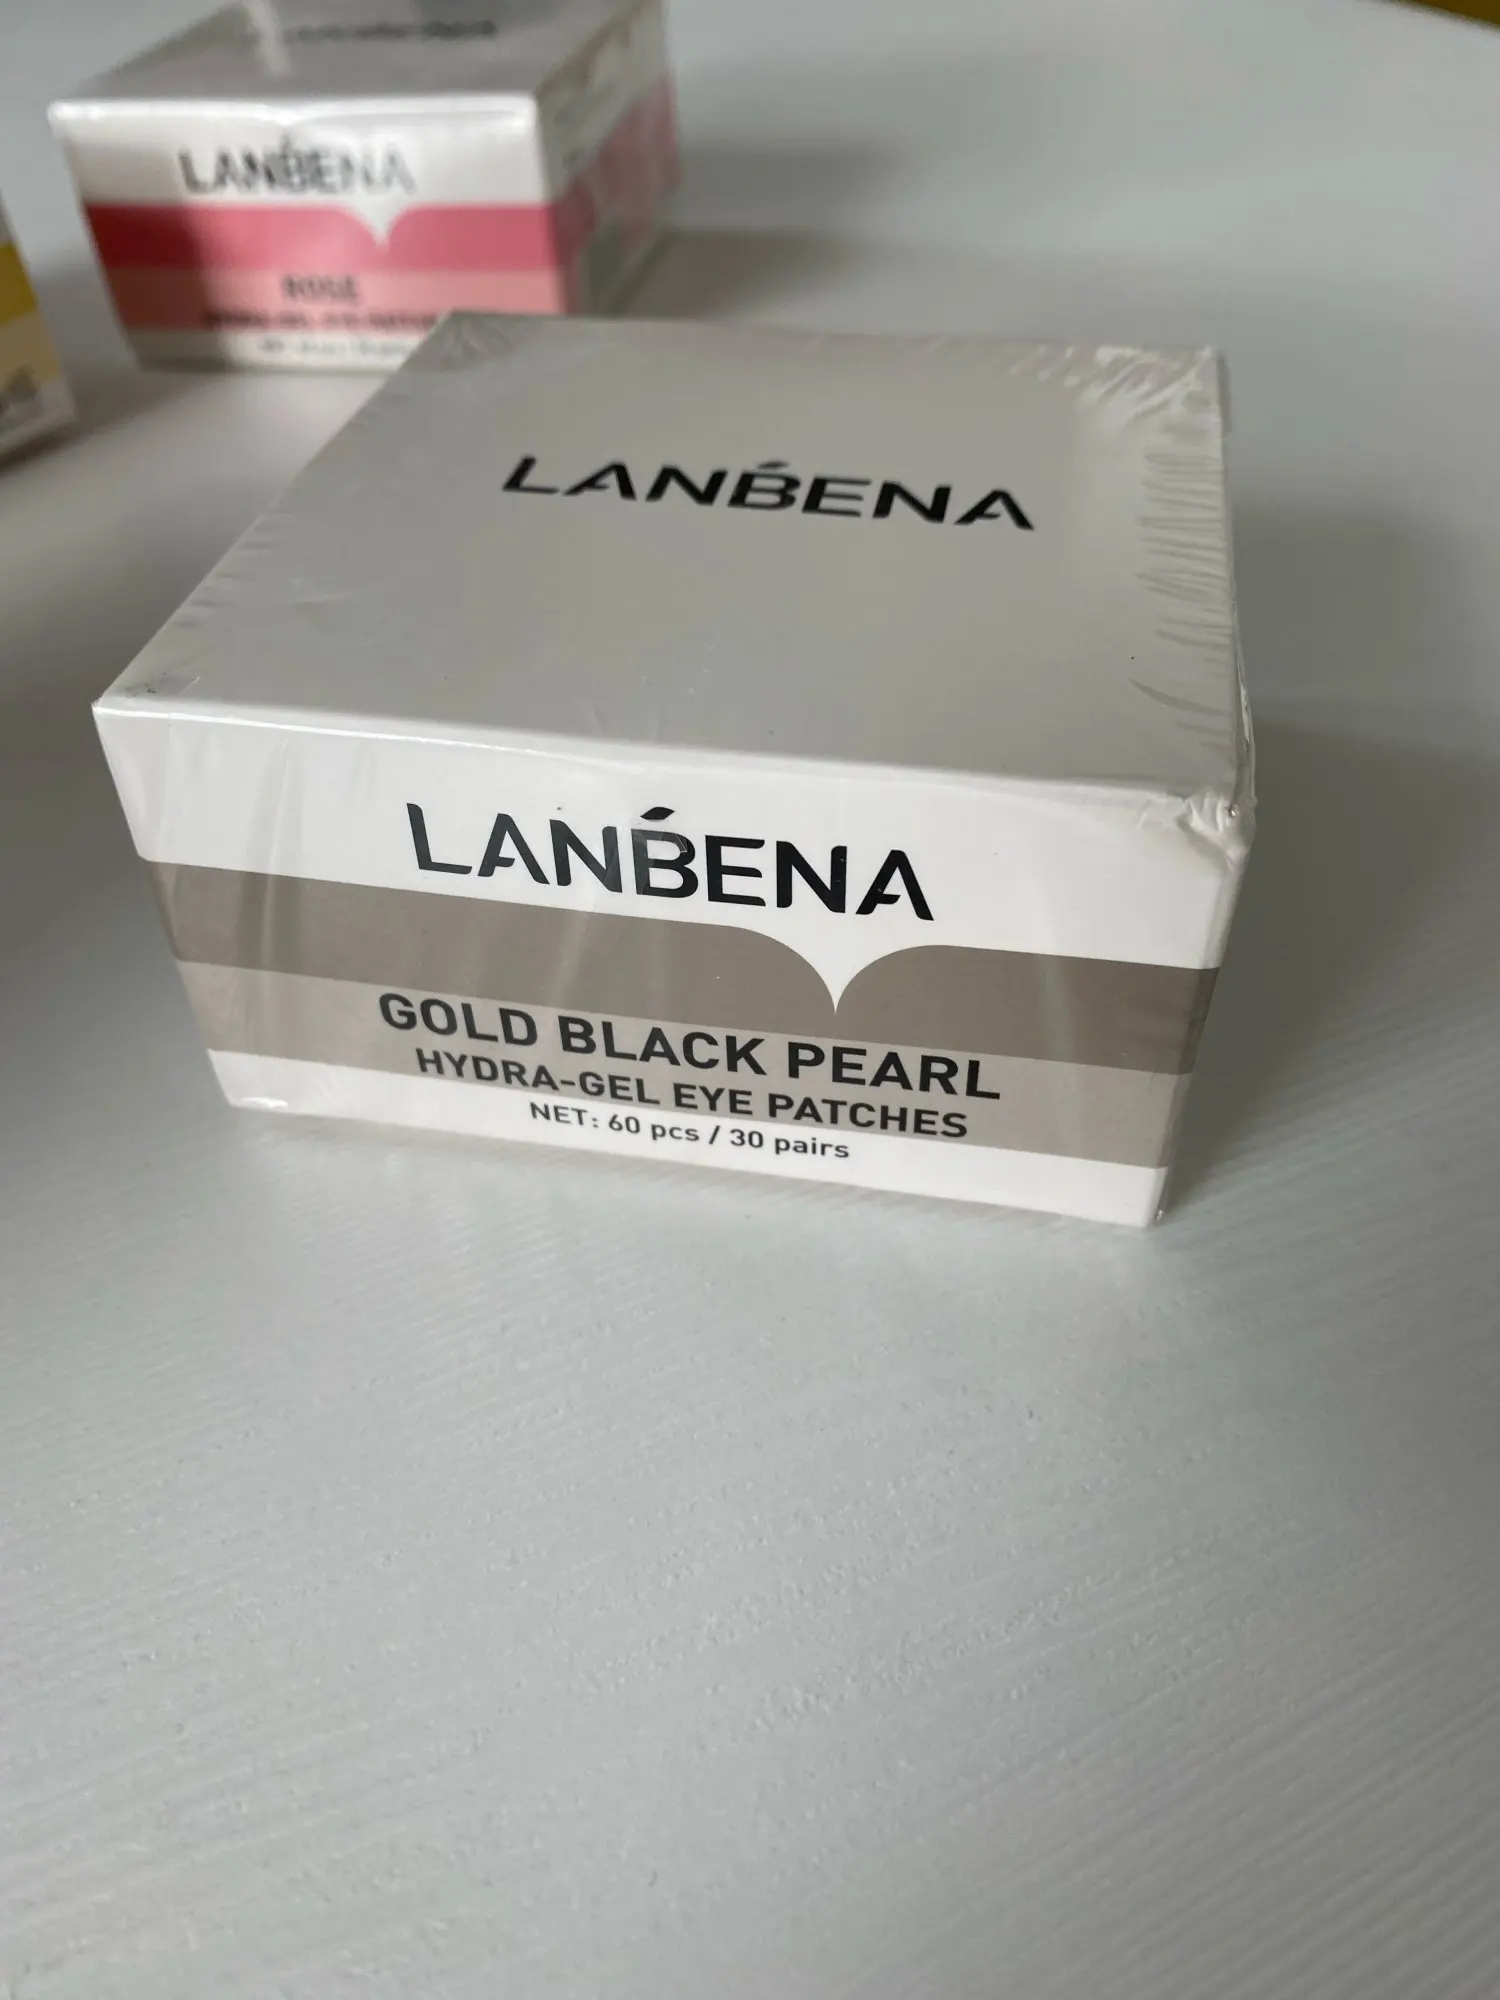 LANBENA
ROSE
LANBENA
LANBENA
GOLD BLACK PEARL
HYDRA-GEL EYE PATCHES
NET: 60 pcs / 30 pairs